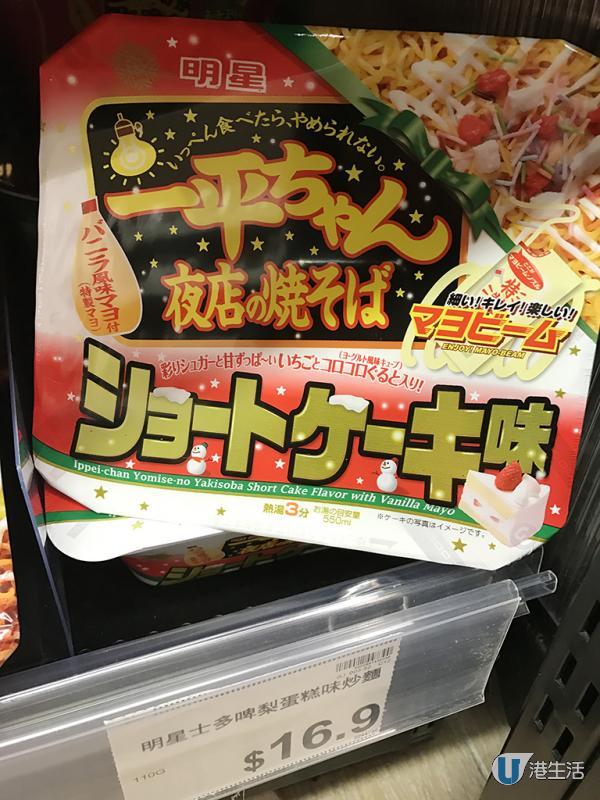 明星
いっぺん食べたら、やめられない。
一平ちゃん
夜店の焼そば
バニラ風味マヨ付
(特製マヨ)
特
細い!キレイ!楽しい!
マヨビーム
ENJOY! MAYO-BEAM
彩りシュガーと甘ずっぱ〜いいちごとコロコロぐると入り!
(ヨーグルト風味キューブ)
ショートケーキ味
Ippei-chan Yomise-no Yakisoba Short Cake Flavor with Vanilla Mayo
熱湯3分 お湯の目安量 550ml
※ケーキの写真はイメージです。
明星士多啤梨蛋糕味炒麵
110G
$16.9
U 港生活